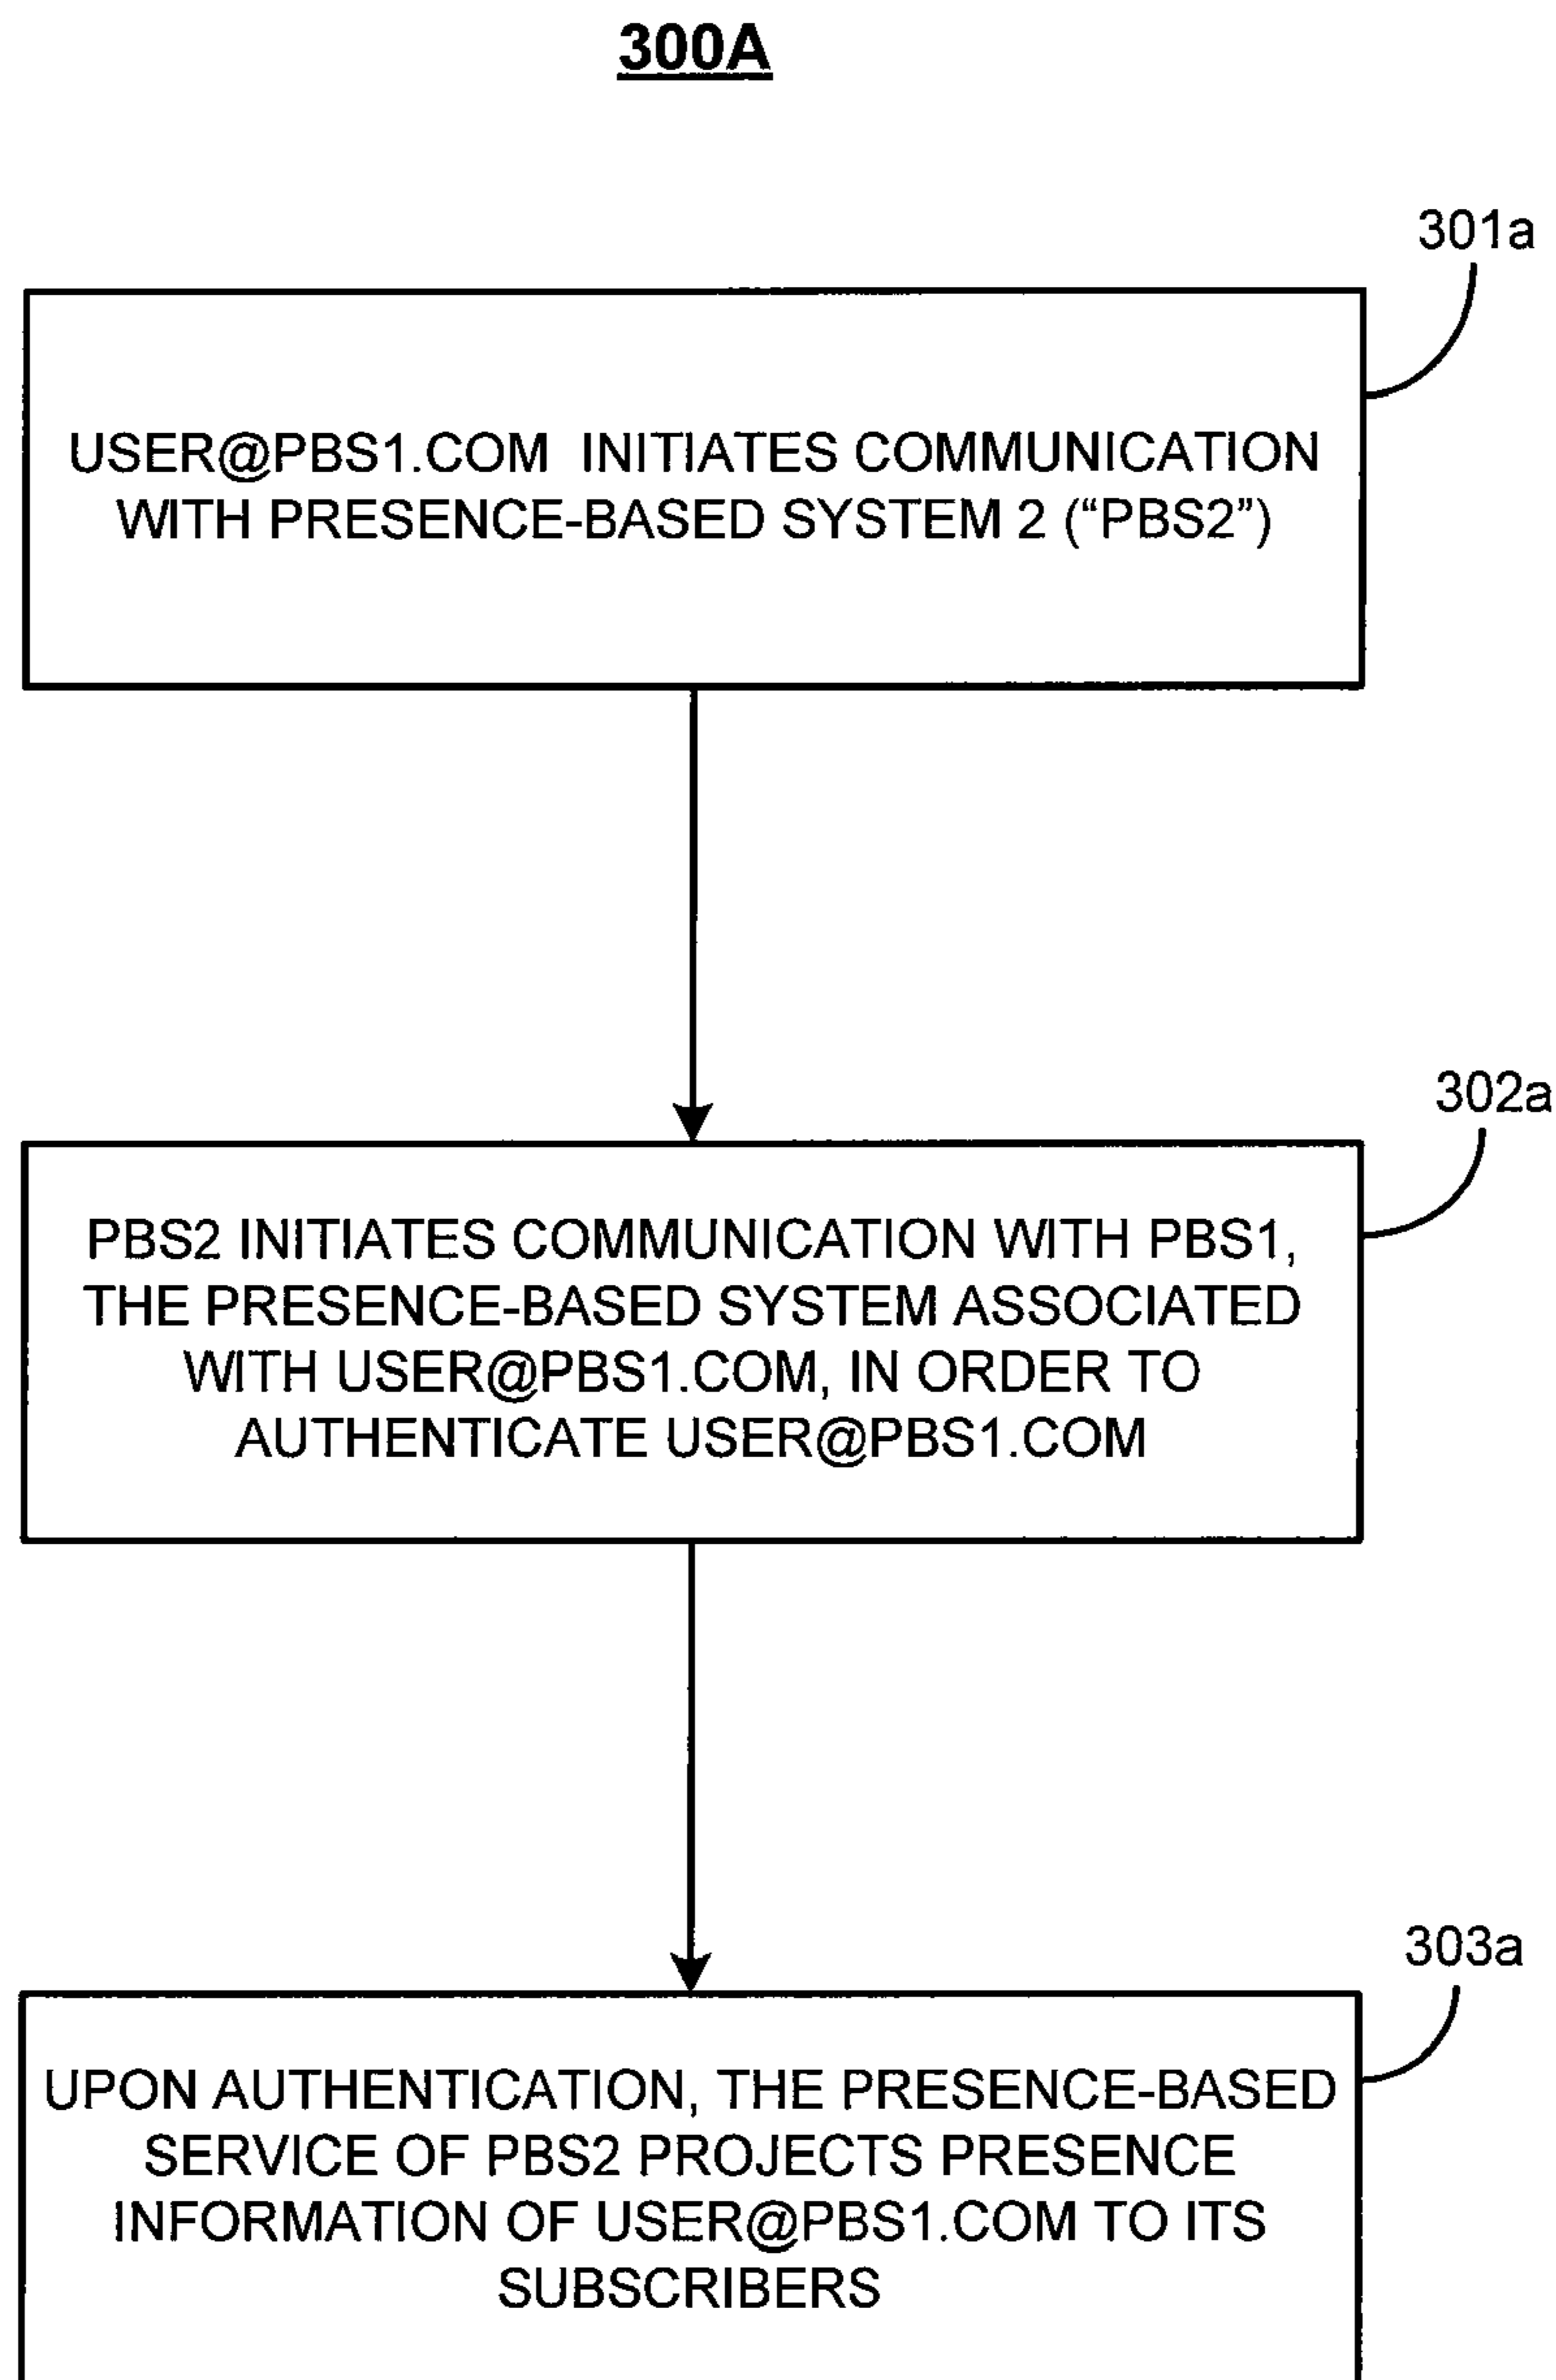 300A
301a
USER@PBS1.COM INITIATES COMMUNICATION
WITH PRESENCE-BASED SYSTEM 2 (“PBS2”)
302a
PBS2 INITIATES COMMUNICATION WITH PBS1,
THE PRESENCE-BASED SYSTEM ASSOCIATED
WITH USER@PBS1.COM, IN ORDER TO
AUTHENTICATE USER@PBS1.COM
303a
UPON AUTHENTICATION, THE PRESENCE-BASED
SERVICE OF PBS2 PROJECTS PRESENCE
INFORMATION OF USER@PBS1.COM TO ITS
SUBSCRIBERS